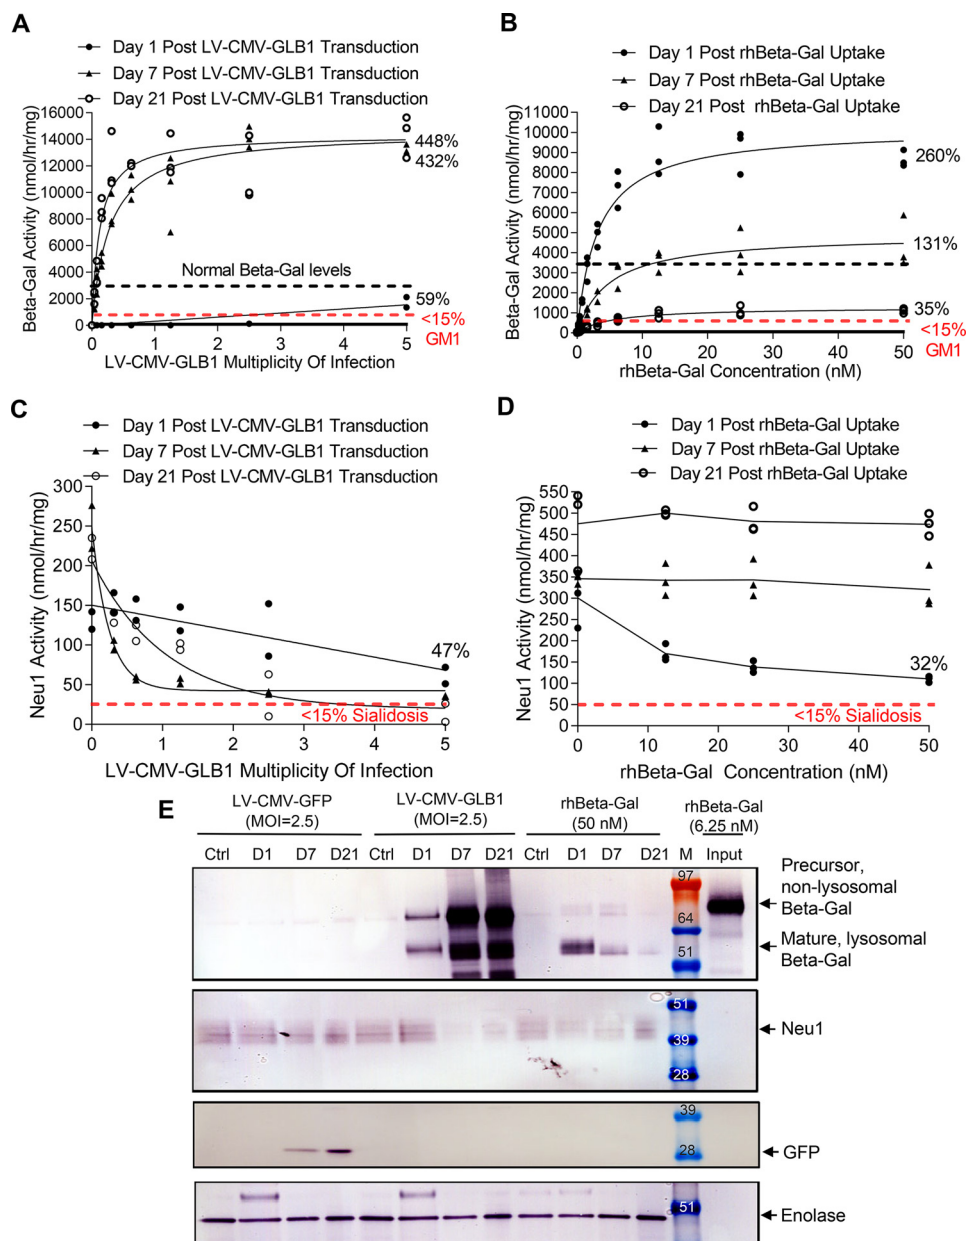 A
Day 1 Post LV-CMV-GLB1 Transduction
Day 7 Post LV-CMV-GLB1 Transduction
Day 21 Post LV-CMV-GLB1 Transduction
Beta-Gal Activity (nmol/hr/mg)
16000
14000
12000
10000
8000
6000
4000
2000
0
448%
432%
Normal Beta-Gal levels
59%
<15%
GM1
0 1 2 3 4 5
LV-CMV-GLB1 Multiplicity Of Infection
B
Day 1 Post rhBeta-Gal Uptake
Day 7 Post rhBeta-Gal Uptake
Day 21 Post rhBeta-Gal Uptake
Beta-Gal Activity (nmol/hr/mg)
11000
10000
9000
8000
7000
6000
5000
4000
3000
2000
1000
0
260%
131%
35%
<15%
GM1
0 10 20 30 40 50
rhBeta-Gal Concentration (nM)
C
Day 1 Post LV-CMV-GLB1 Transduction
Day 7 Post LV-CMV-GLB1 Transduction
Day 21 Post LV-CMV-GLB1 Transduction
Neu1 Activity (nmol/hr/mg)
300
250
200
150
100
50
0
47%
<15% Sialidosis
0 1 2 3 4 5
LV-CMV-GLB1 Multiplicity Of Infection
D
Day 1 Post rhBeta-Gal Uptake
Day 7 Post rhBeta-Gal Uptake
Day 21 Post rhBeta-Gal Uptake
Neu1 Activity (nmol/hr/mg)
550
500
450
400
350
300
250
200
150
100
50
0
32%
<15% Sialidosis
0 10 20 30 40 50
rhBeta-Gal Concentration (nM)
E
LV-CMV-GFP
(MOI=2.5)
LV-CMV-GLB1
(MOI=2.5)
rhBeta-Gal
(50 nM)
rhBeta-Gal
(6.25 nM)
Ctrl D1 D7 D21 Ctrl D1 D7 D21 Ctrl D1 D7 D21 M Input
97
64
51
Precursor,
non-lysosomal
Beta-Gal
Mature, lysosomal
Beta-Gal
51
39
28
Neu1
39
28
GFP
51
Enolase